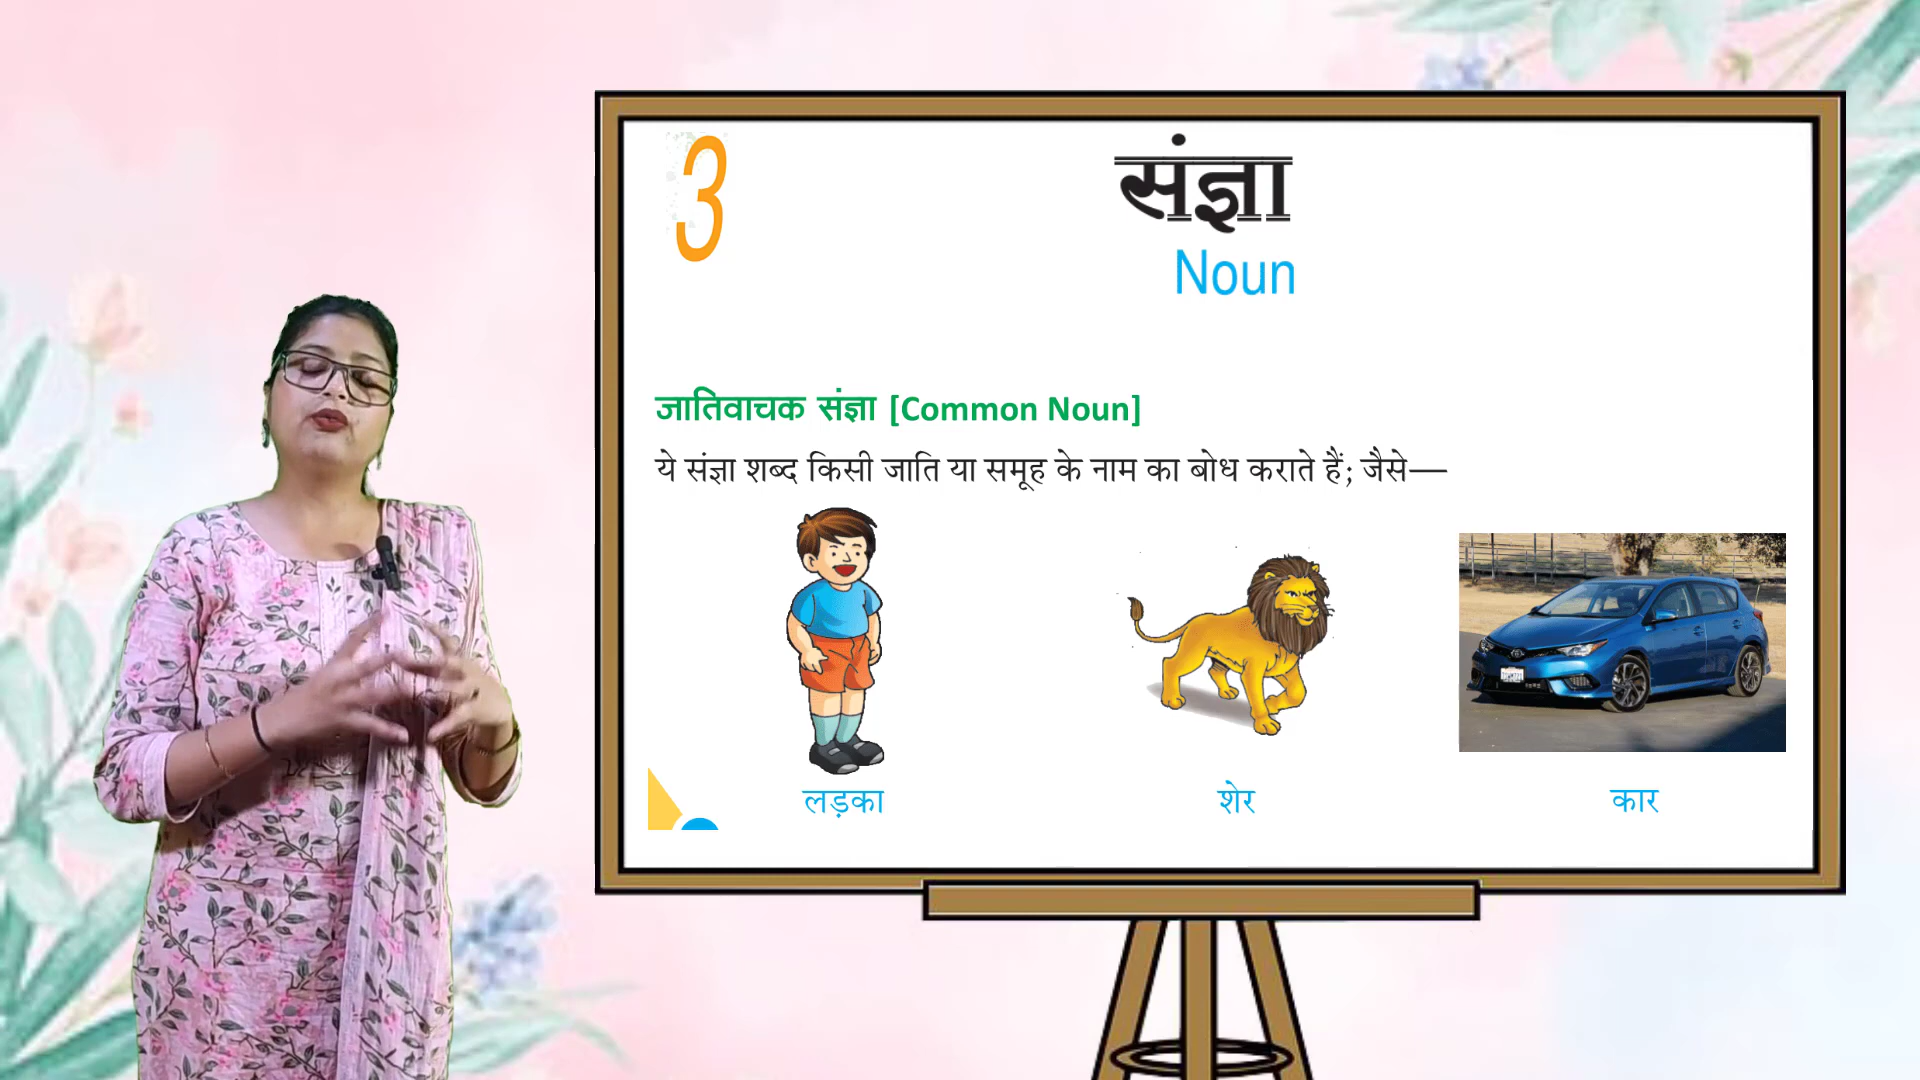 3
संज्ञा
Noun
जातिवाचक संज्ञा [Common Noun]
ये संज्ञा शब्द किसी जाति या समूह के नाम का बोध कराते हैं; जैसे—
लड़का
शेर
कार